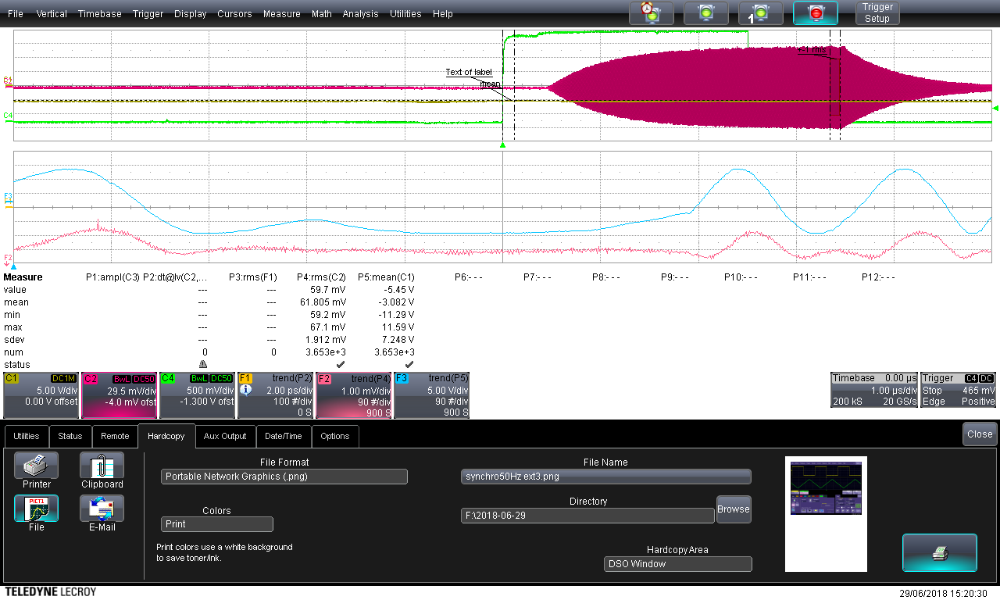 File Vertical Timebase Trigger Display Cursors Measure Math Analysis Utilities Help
1
Trigger
Setup
Text of label
mean
C4
F3
F2
Measure P1:ampl(C3) P2:dt@lv(C2,... P3:rms(F1) P4:rms(C2) P5:mean(C1) P6:- - - P7:- - - P8:- - - P9:- - - P10:- - - P11:- - - P12:- - -
value --- --- 59.7 mV -5.45 V
mean --- --- 61.805 mV -3.082 V
min --- --- 59.2 mV -11.29 V
max --- --- 67.1 mV 11.59 V
sdev --- --- 1.912 mV 7.248 V
num 0 0 3.653e+3 3.653e+3
status
C1 DC1M
5.00 V/div
0.00 V offset
C2 BwL DC50
29.5 mV/div
-4.0 mV ofst
C4 BwL DC50
500 mV/div
-1.300 V ofst
F1 trend(P2)
2.00 ps/div
100 #/div
0 S
F2 trend(P4)
1.00 mV/div
90 #/div
900 S
F3 trend(P5)
5.00 V/div
90 #/div
900 S
Timebase 0.00 µs
1.00 µs/div
200 kS 20 GS/s
Trigger C4 DC
Stop 465 mV
Edge Positive
Utilities Status Remote Hardcopy Aux Output Date/Time Options Close
Printer
Clipboard
PICT1
File
E-Mail
File Format
Portable Network Graphics (.png)
Colors
Print
Print colors use a white background
to save toner/ink.
File Name
synchro50Hz ext3.png
Directory
F:\2018-06-29
Browse
Hardcopy Area
DSO Window
TELEDYNE LECROY
29/06/2018 15:20:30